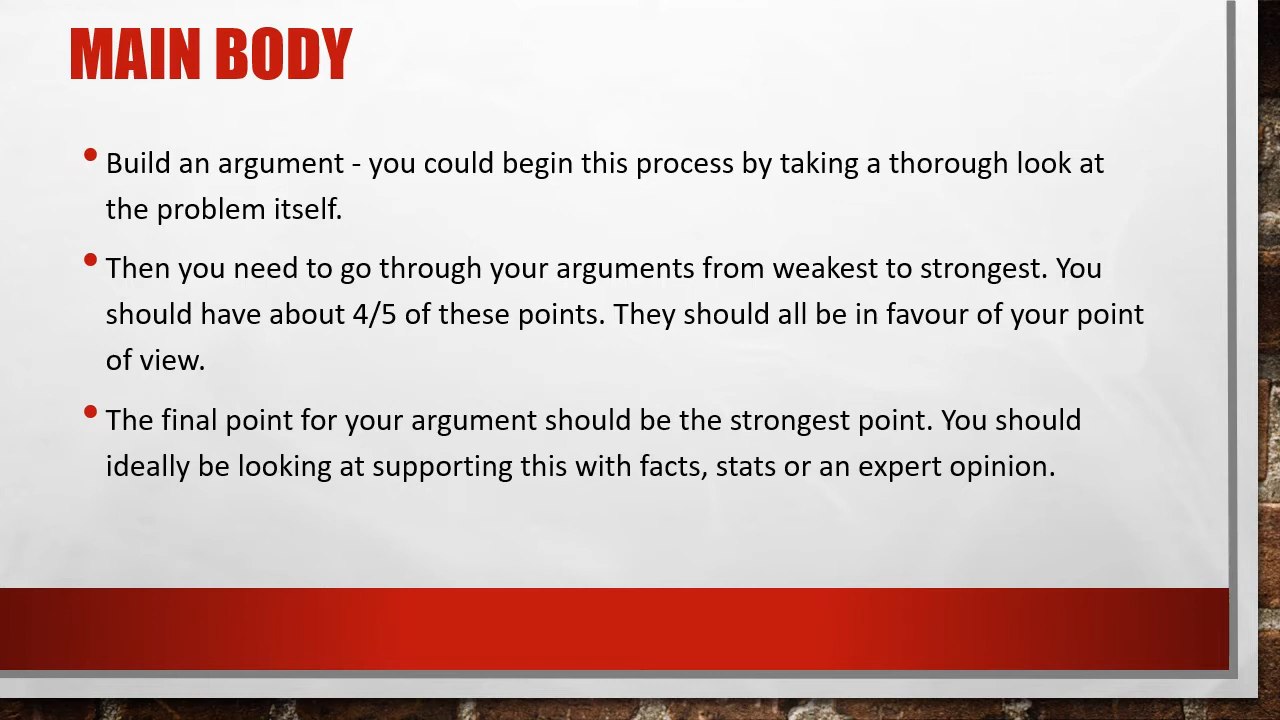 MAIN BODY
• Build an argument - you could begin this process by taking a thorough look at
the problem itself.
• Then you need to go through your arguments from weakest to strongest. You
should have about 4/5 of these points. They should all be in favour of your point
of view.
• The final point for your argument should be the strongest point. You should
ideally be looking at supporting this with facts, stats or an expert opinion.